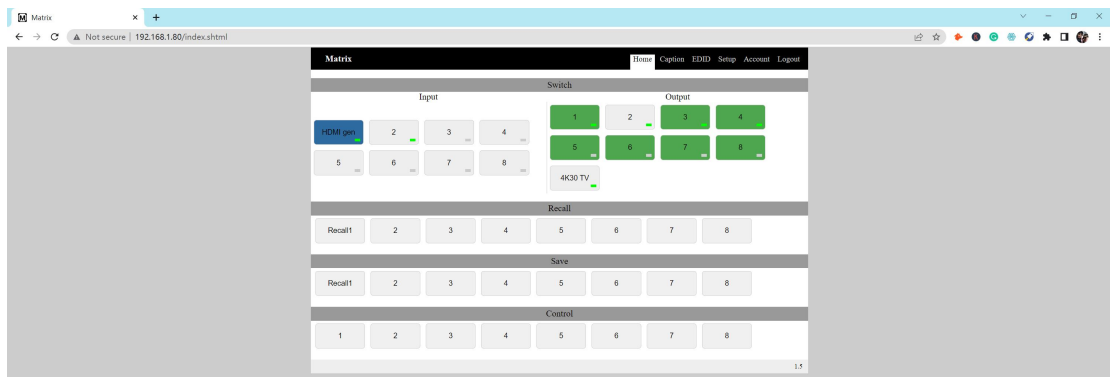 Matrix
Not secure 192.168.1.80/index.shtml
Matrix Home Caption EDID Setup Account Logout
Switch
Input
HDMI gen 2 3 4
5 6 7 8
Output
1 2 3 4
5 6 7 8
4K30 TV
Recall
Recall1 2 3 4 5 6 7 8
Save
Recall1 2 3 4 5 6 7 8
Control
1 2 3 4 5 6 7 8
1.5